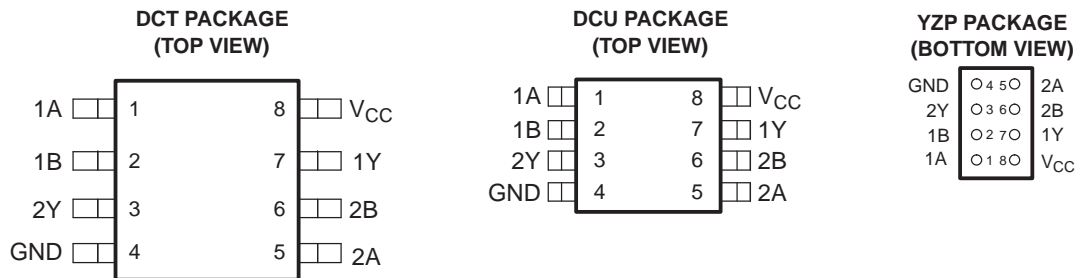 DCT PACKAGE
(TOP VIEW)
1A 1 8 VCC
1B 2 7 1Y
2Y 3 6 2B
GND 4 5 2A
DCU PACKAGE
(TOP VIEW)
1A 1 8 VCC
1B 2 7 1Y
2Y 3 6 2B
GND 4 5 2A
YZP PACKAGE
(BOTTOM VIEW)
GND 4 5 2A
2Y 3 6 2B
1B 2 7 1Y
1A 1 8 VCC